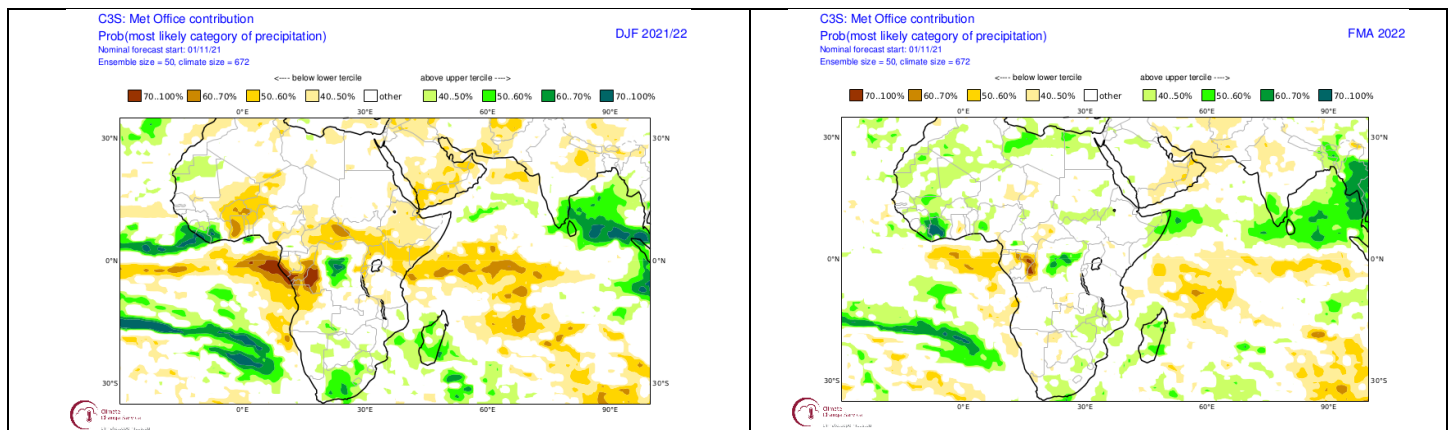 C3S: Met Office contribution
Prob(most likely category of precipitation) DJF 2021/22
Nominal forecast start: 01/11/21
Ensemble size = 50, climate size = 672
<---- below lower tercile above upper tercile ---->
70..100% 60..70% 50..60% 40..50% other 40..50% 50..60% 60..70% 70..100%
0°E 30°E 60°E 90°E
30°N 30°N
0°N 0°N
30°S 30°S
0°E 30°E 60°E 90°E
Climate
Change Service
C3S: Met Office contribution
Prob(most likely category of precipitation) FMA 2022
Nominal forecast start: 01/11/21
Ensemble size = 50, climate size = 672
<---- below lower tercile above upper tercile ---->
70..100% 60..70% 50..60% 40..50% other 40..50% 50..60% 60..70% 70..100%
0°E 30°E 60°E 90°E
30°N 30°N
0°N 0°N
30°S 30°S
0°E 30°E 60°E 90°E
Climate
Change Service